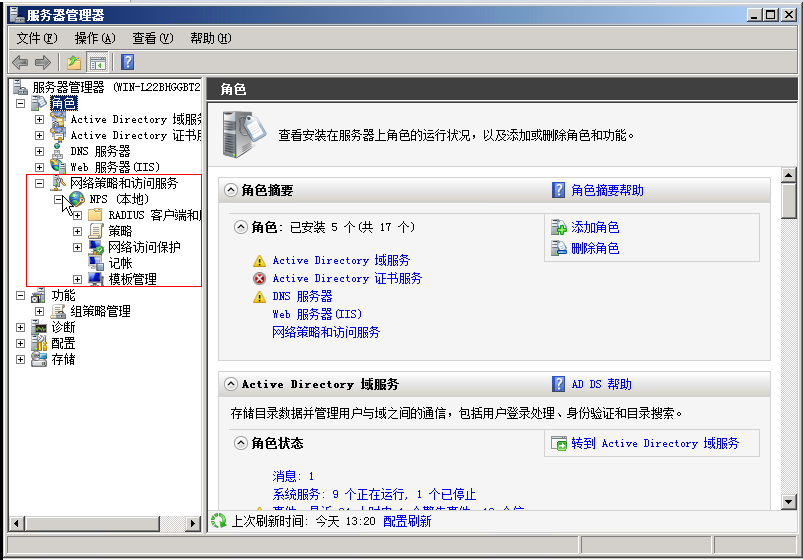 服务器管理器
文件(F) 操作(A) 查看(V) 帮助(H)
服务器管理器 (WIN-L22BHGGBT2
角色
Active Directory 域服务
Active Directory 证书
DNS 服务器
Web 服务器(IIS)
网络策略和访问服务
NPS (本地)
RADIUS 客户端和
策略
网络访问保护
记帐
模板管理
功能
组策略管理
诊断
配置
存储
角色
查看安装在服务器上角色的运行状况，以及添加或删除角色和功能。
角色摘要
角色摘要帮助
角色: 已安装 5 个(共 17 个)
添加角色
删除角色
Active Directory 域服务
Active Directory 证书服务
DNS 服务器
Web 服务器(IIS)
网络策略和访问服务
Active Directory 域服务
AD DS 帮助
存储目录数据并管理用户与域之间的通信，包括用户登录处理、身份验证和目录搜索。
角色状态
转到 Active Directory 域服务
消息: 1
系统服务: 9 个正在运行, 1 个已停止
上次刷新时间: 今天 13:20 配置刷新